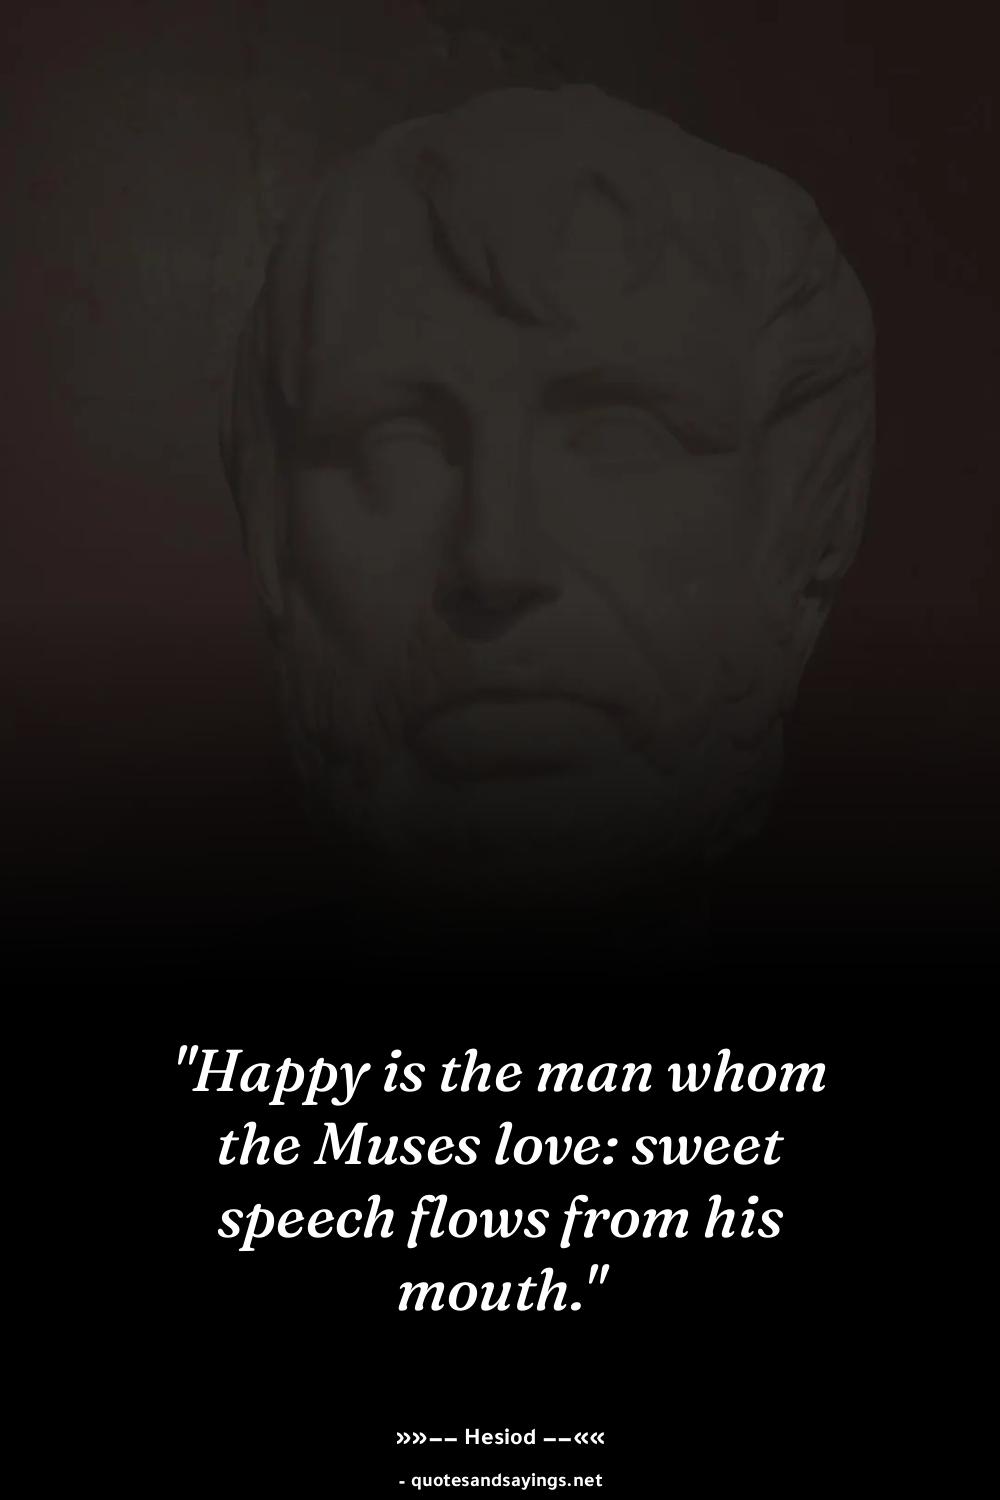 "Happy is the man whom
the Muses love: sweet
speech flows from his
mouth."
»»–– Hesiod ––««
- quotesandsayings.net